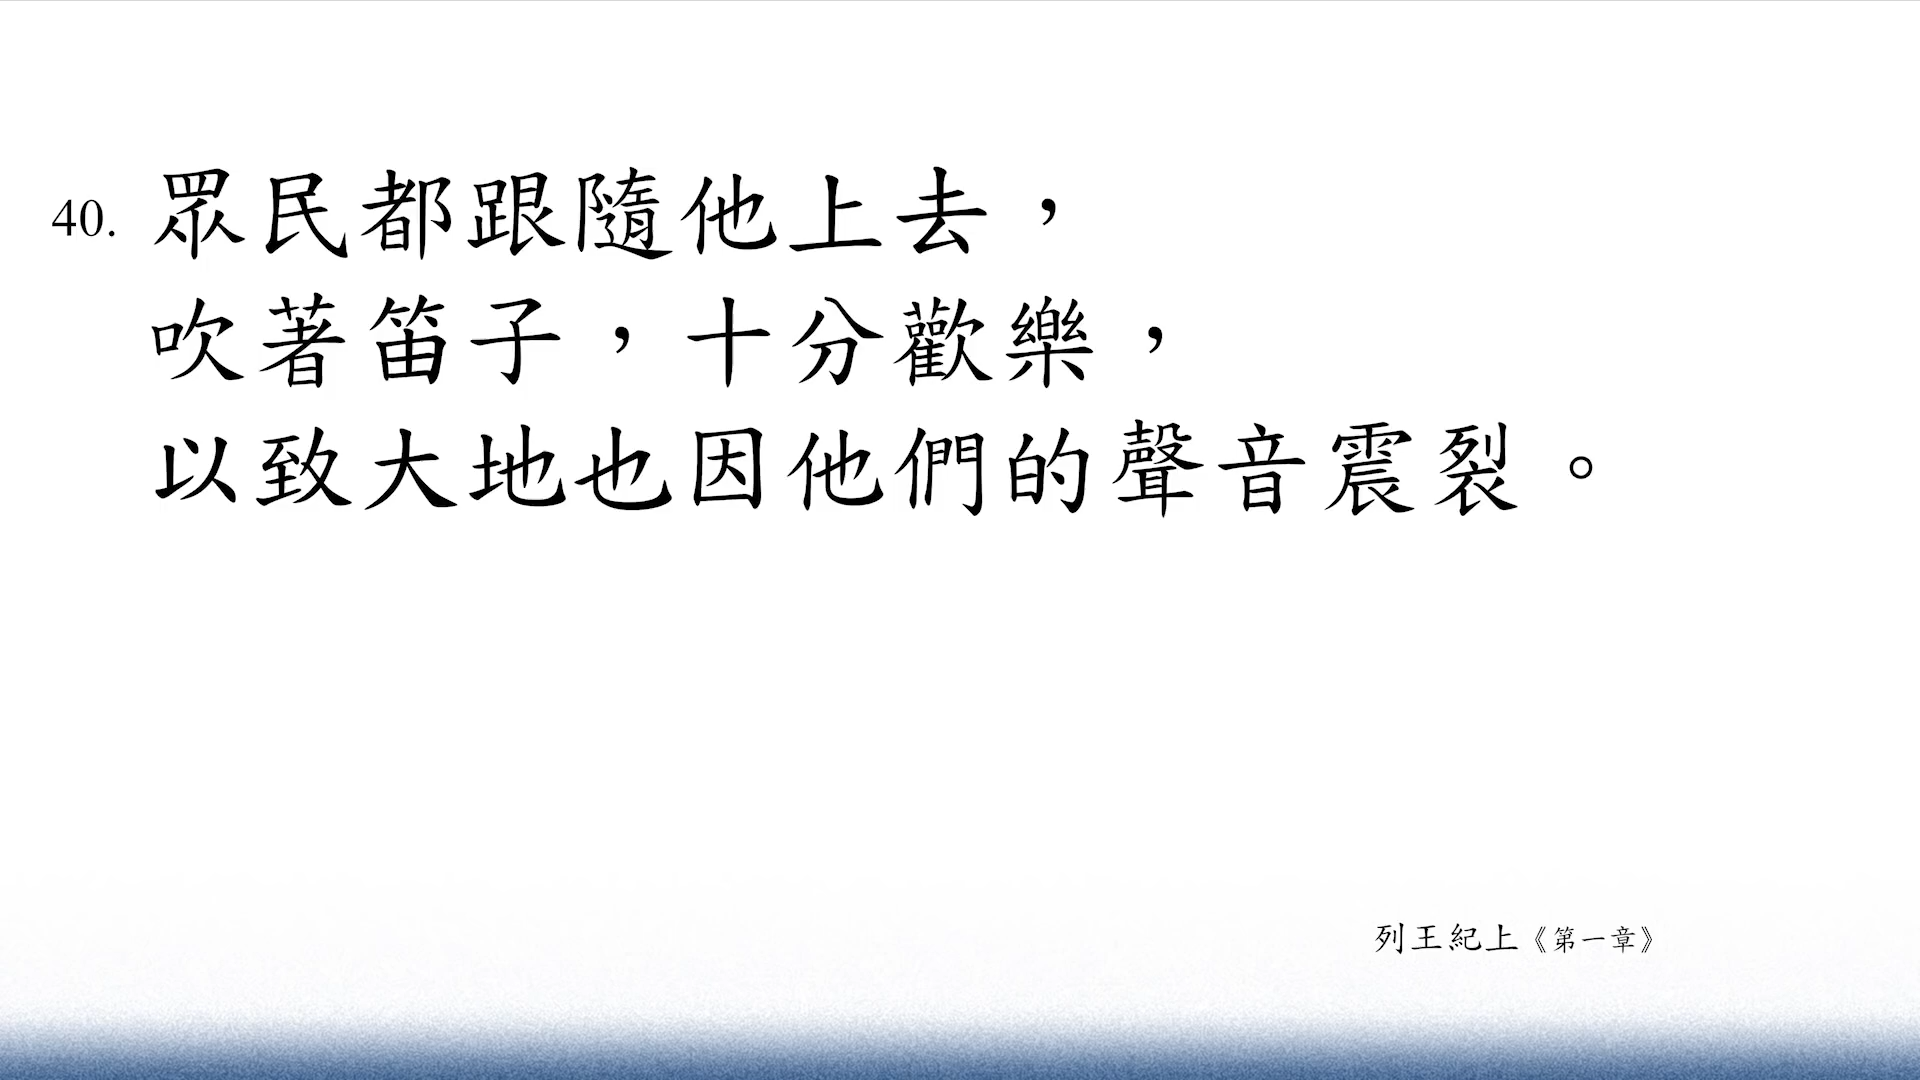 40. 眾民都跟隨他上去，
吹著笛子，十分歡樂，
以致大地也因他們的聲音震裂。
列王紀上《第一章》